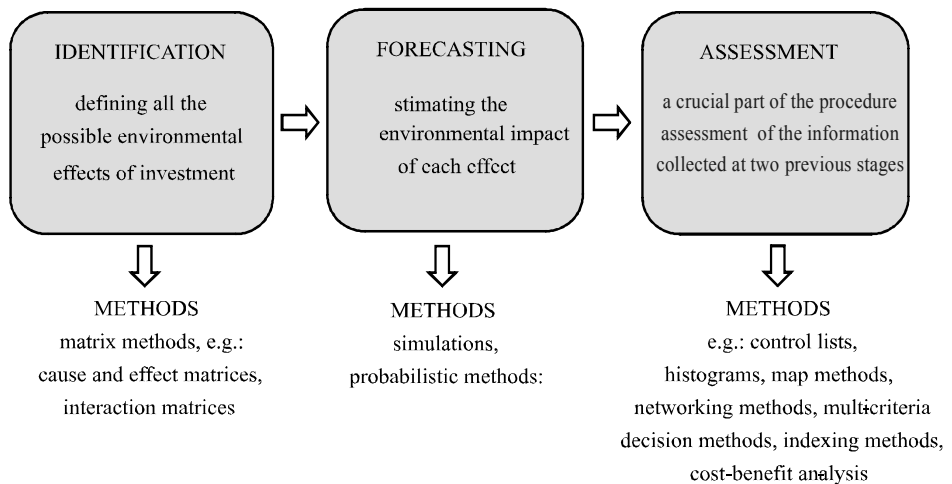 IDENTIFICATION
defining all the
possible environmental
effects of investment
FORECASTING
stimating the
environmental impact
of each effect
ASSESSMENT
a crucial part of the procedure
assessment of the information
collected at two previous stages
METHODS
matrix methods, e.g.:
cause and effect matrices,
interaction matrices
METHODS
simulations,
probabilistic methods:
METHODS
e.g.: control lists,
histograms, map methods,
networking methods, multi-criteria
decision methods, indexing methods,
cost-benefit analysis